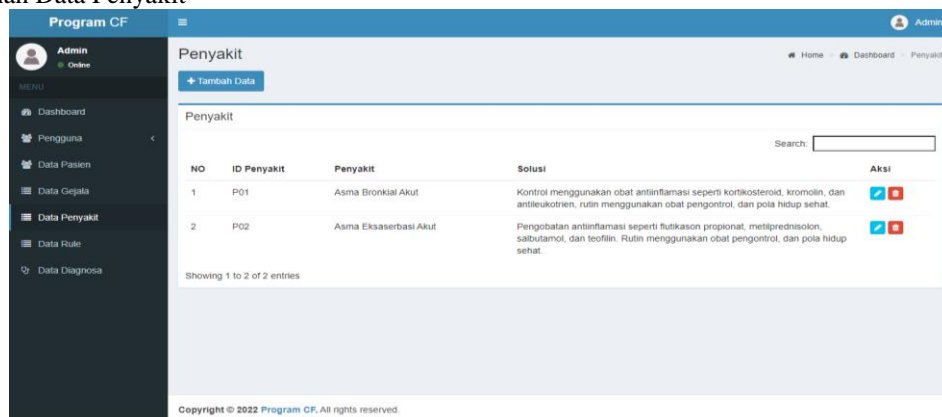 Data Penyakit
Program CF
Admin
Admin
Online
MENU
Dashboard
Pengguna
Data Pasien
Data Gejala
Data Penyakit
Data Rule
Data Diagnosa
Penyakit
Home > Dashboard > Penyakit
+ Tambah Data
Penyakit
Search:
NO ID Penyakit Penyakit Solusi Aksi
1 P01 Asma Bronkial Akut Kontrol menggunakan obat antiinflamasi seperti kortikosteroid, kromolin, dan
antileukotrien, rutin menggunakan obat pengontrol, dan pola hidup sehat.
2 P02 Asma Eksaserbasi Akut Pengobatan antiinflamasi seperti flutikason propionat, metilprednisolon,
salbutamol, dan teofilin. Rutin menggunakan obat pengontrol, dan pola hidup
sehat.
Showing 1 to 2 of 2 entries
Copyright © 2022 Program CF. All rights reserved.